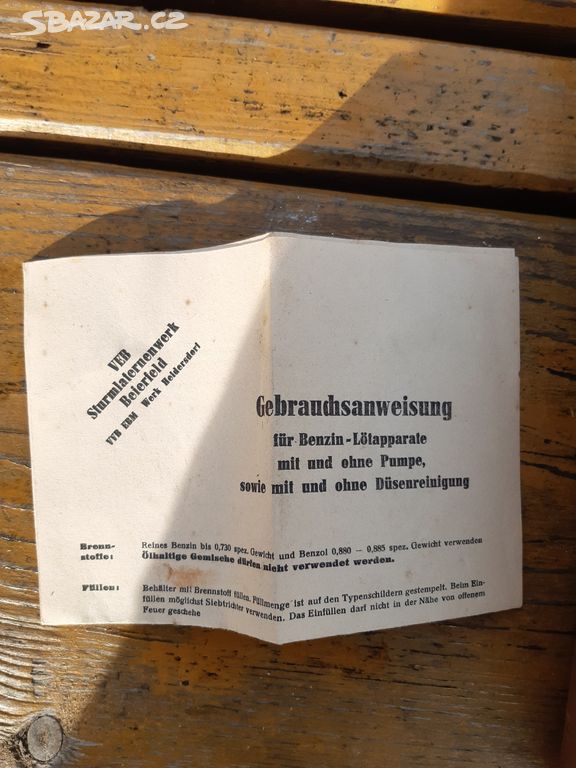 SBAZAR.CZ
VEB
Sturmlaternenwerk
Beierfeld
VVB EBM Werk Heidersdorf
Gebrauchsanweisung
für Benzin-Lötapparate
mit und ohne Pumpe,
sowie mit und ohne Düsenreinigung
Brenn- Reines Benzin bis 0,730 spez. Gewicht und Benzol 0,880 – 0,885 spez. Gewicht verwenden
stoffe: Ölhaltige Gemische dürfen nicht verwendet werden.
Füllen: Behälter mit Brennstoff füllen. Füllmenge ist auf den Typenschildern gestempelt. Beim Ein-
füllen möglichst Siebtrichter verwenden. Das Einfüllen darf nicht in der Nähe von offenem
Feuer geschehe